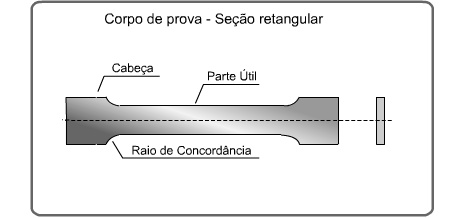 Corpo de prova - Seção retangular
Cabeça
Parte Útil
Raio de Concordância